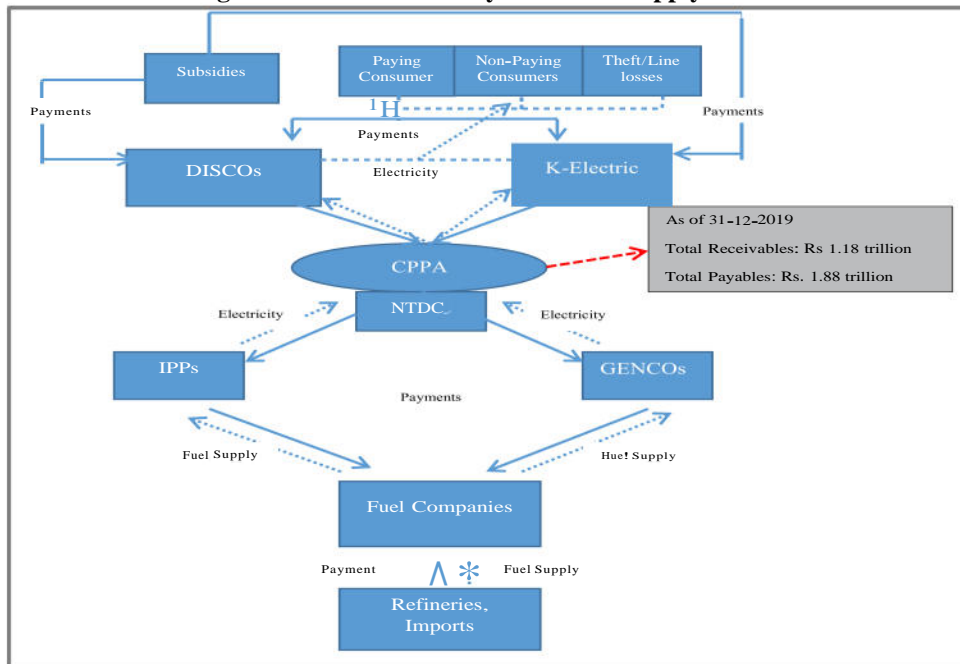 Subsidies
Paying
Consumer
Non-Paying
Consumers
Theft/Line
losses
Payments
1H
Payments
Payments
DISCOs
Electricity
K-Electric
As of 31-12-2019
Total Receivables: Rs 1.18 trillion
Total Payables: Rs. 1.88 trillion
CPPA
NTDC
Electricity
Electricity
IPPs
GENCOs
Payments
Fuel Supply
Hue! Supply
Fuel Companies
Payment
Fuel Supply
Refineries,
Imports